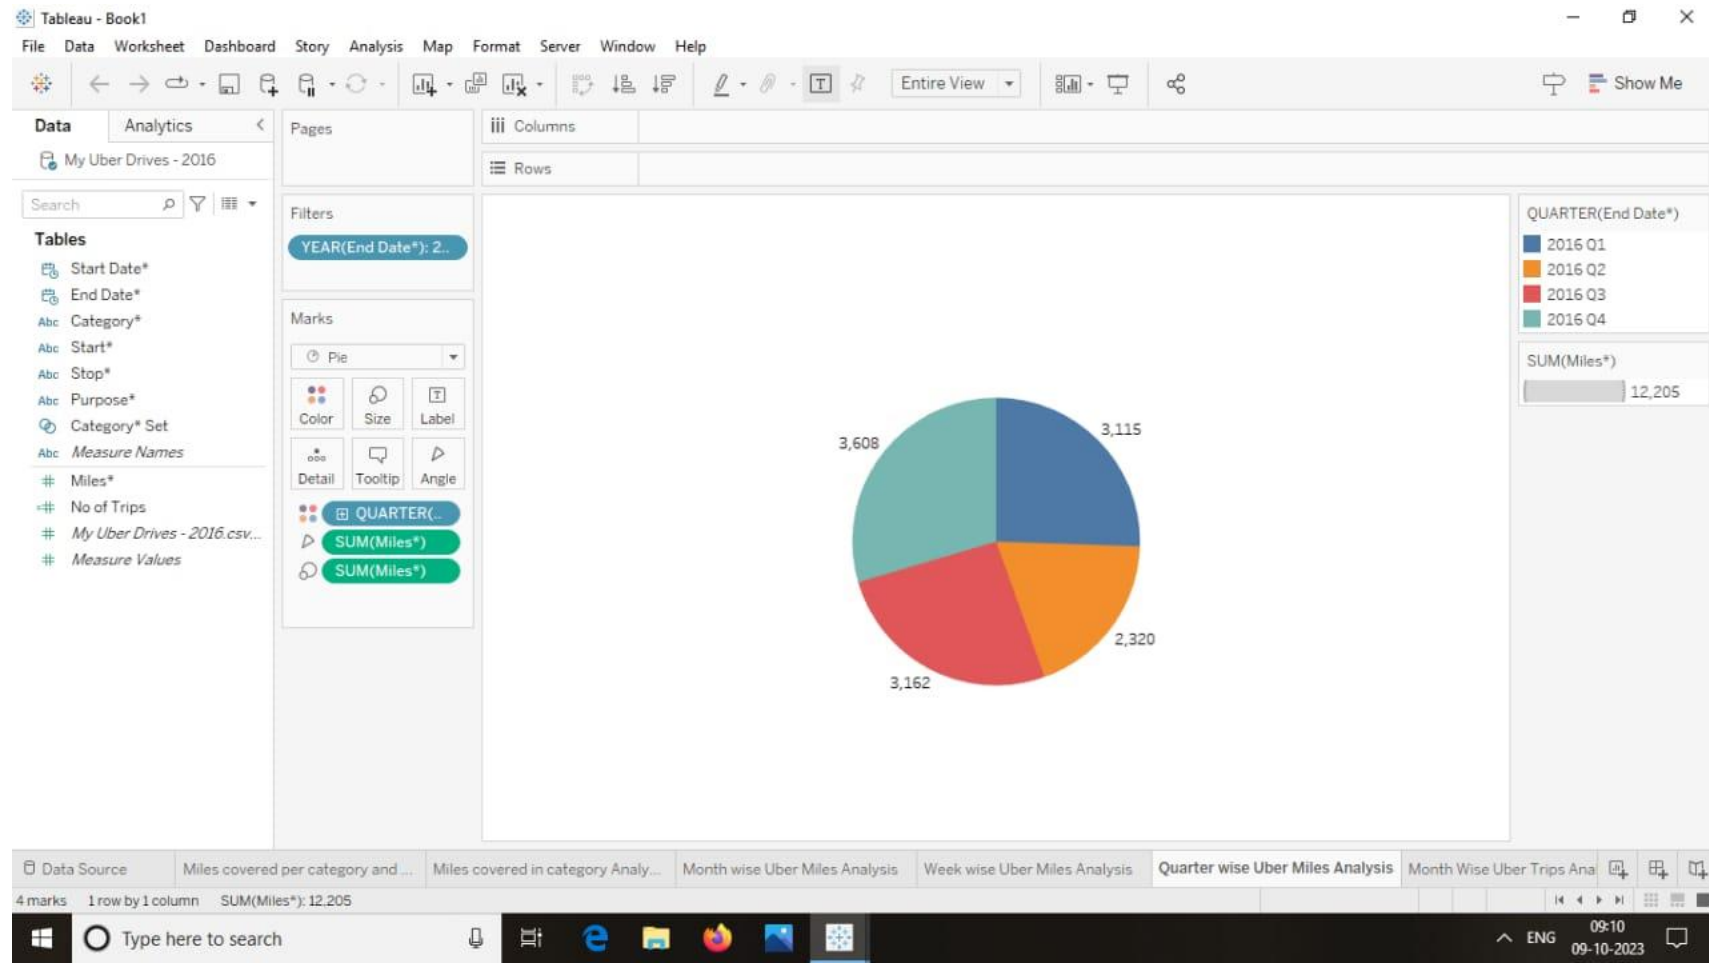 Tableau - Book1
File Data Worksheet Dashboard Story Analysis Map Format Server Window Help
Entire View
Show Me
Data Analytics
My Uber Drives - 2016
Search
Tables
Start Date*
End Date*
Abc Category*
Abc Start*
Abc Stop*
Abc Purpose*
Category* Set
Abc Measure Names
# Miles*
=# No of Trips
# My Uber Drives - 2016.csv...
# Measure Values
Pages
Filters
YEAR(End Date*): 2..
Marks
Pie
Color Size Label
Detail Tooltip Angle
QUARTER(..
SUM(Miles*)
SUM(Miles*)
iii Columns
Rows
3,115
3,608
2,320
3,162
QUARTER(End Date*)
2016 Q1
2016 Q2
2016 Q3
2016 Q4
SUM(Miles*)
12,205
Data Source Miles covered per category and ... Miles covered in category Analy... Month wise Uber Miles Analysis Week wise Uber Miles Analysis Quarter wise Uber Miles Analysis Month Wise Uber Trips Ana
4 marks 1 row by 1 column SUM(Miles*): 12,205
Type here to search
ENG
09:10
09-10-2023